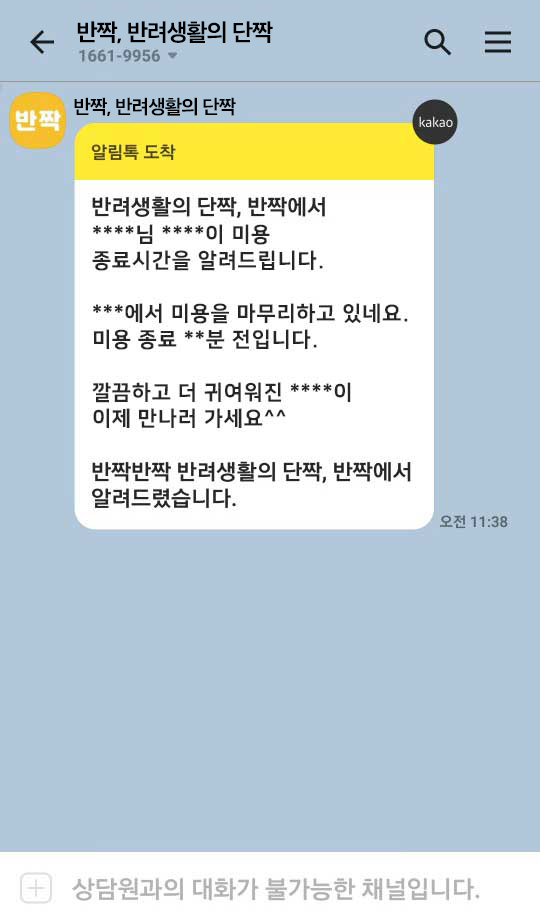 반짝, 반려생활의 단짝
1661-9956
반짝
반짝, 반려생활의 단짝
kakao
알림톡 도착
반려생활의 단짝, 반짝에서
****님 ****이 미용
종료시간을 알려드립니다.
***에서 미용을 마무리하고 있네요.
미용 종료 **분 전입니다.
깔끔하고 더 귀여워진 ****이
이제 만나러 가세요^^
반짝반짝 반려생활의 단짝, 반짝에서
알려드렸습니다.
오전 11:38
상담원과의 대화가 불가능한 채널입니다.